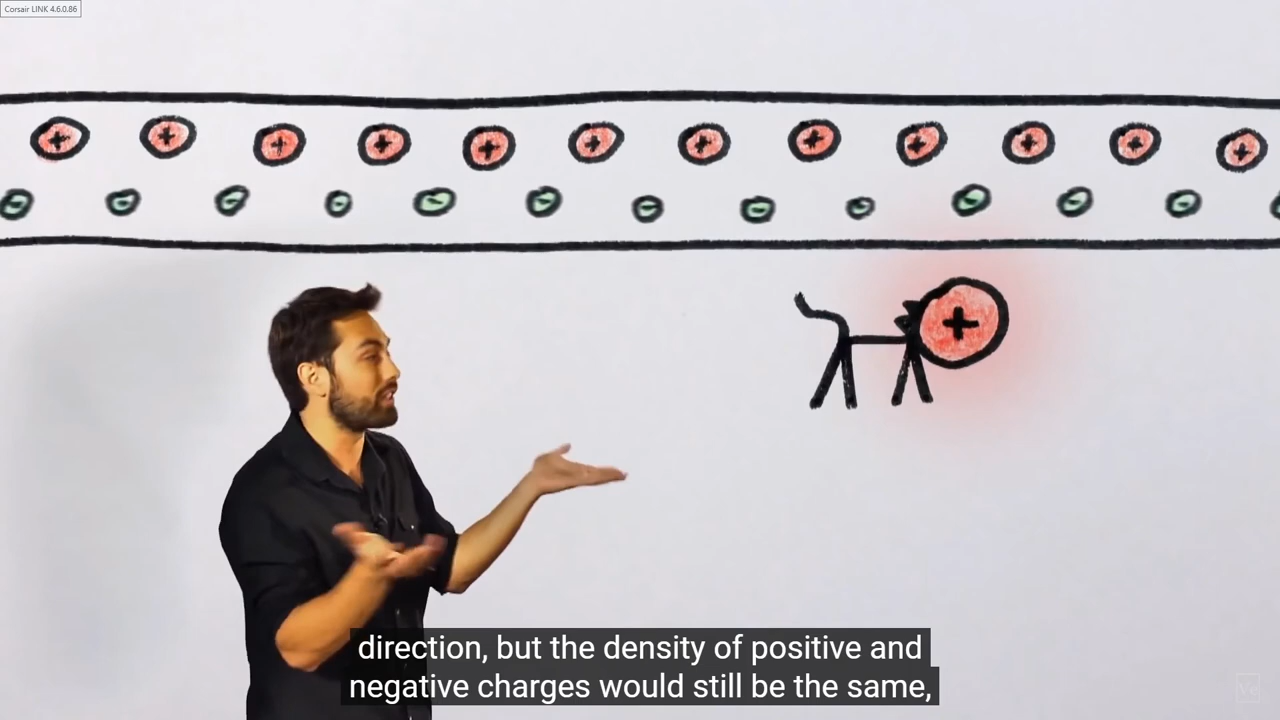 Corsair LINK 4.6.0.86
+ + + + + + + + + + + +
- - - - - - - - - - - -
+
direction, but the density of positive and
negative charges would still be the same,
Ve